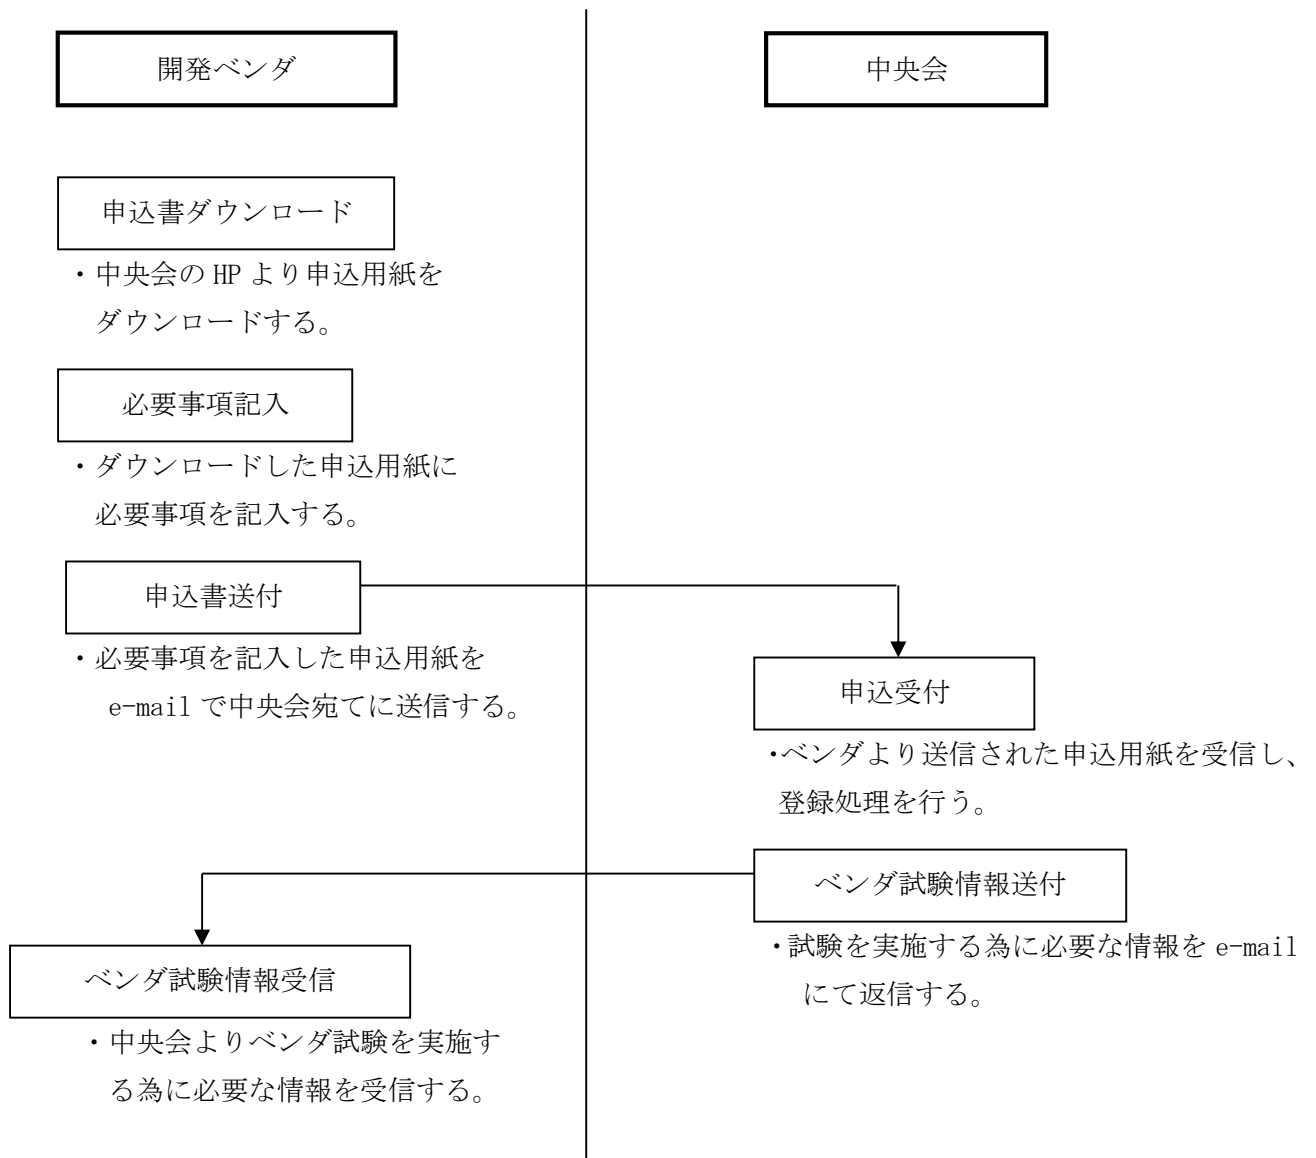 開発ベンダ
中央会
申込書ダウンロード
・中央会の HP より申込用紙を
ダウンロードする。
必要事項記入
・ダウンロードした申込用紙に
必要事項を記入する。
申込書送付
・必要事項を記入した申込用紙を
e-mail で中央会宛てに送信する。
申込受付
・ベンダより送信された申込用紙を受信し、
登録処理を行う。
ベンダ試験情報送付
・試験を実施する為に必要な情報を e-mail
にて返信する。
ベンダ試験情報受信
・中央会よりベンダ試験を実施す
る為に必要な情報を受信する。